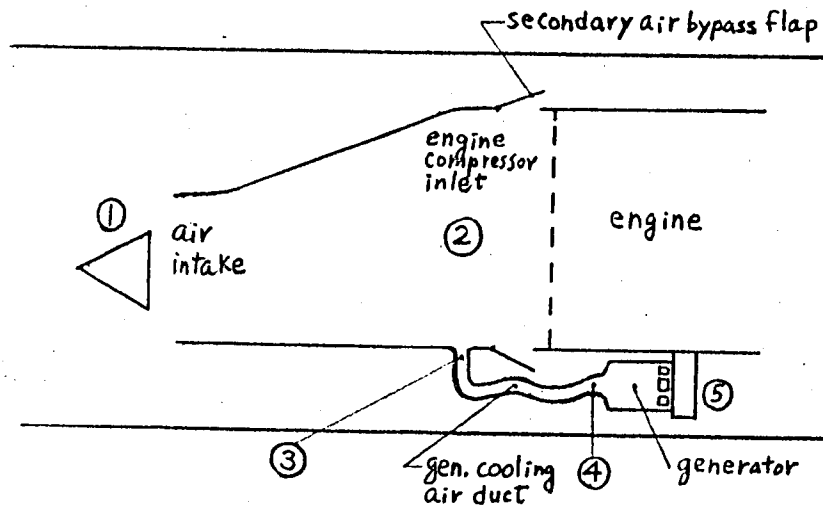 secondary air bypass flap
engine
compressor
inlet
①
air
intake
②
engine
⑤
③
gen. cooling
air duct
④
generator